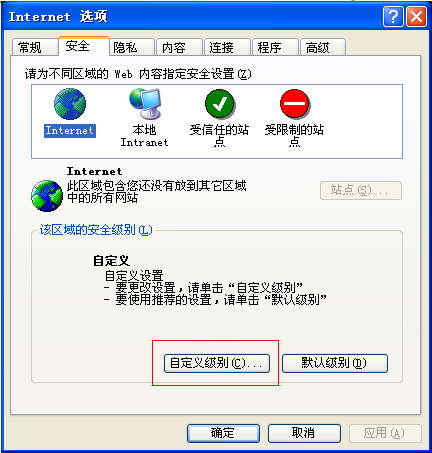 Internet 选项
常规 安全 隐私 内容 连接 程序 高级
请为不同区域的 Web 内容指定安全设置(Z)
Internet
本地
Intranet
受信任的站
点
受限制的站
点
Internet
此区域包含您还没有放到其它区域
中的所有网站
站点(S)...
该区域的安全级别(L)
自定义
自定义设置
- 要更改设置，请单击“自定义级别”
- 要使用推荐的设置，请单击“默认级别”
自定义级别(C)... 默认级别(D)
确定 取消 应用(A)